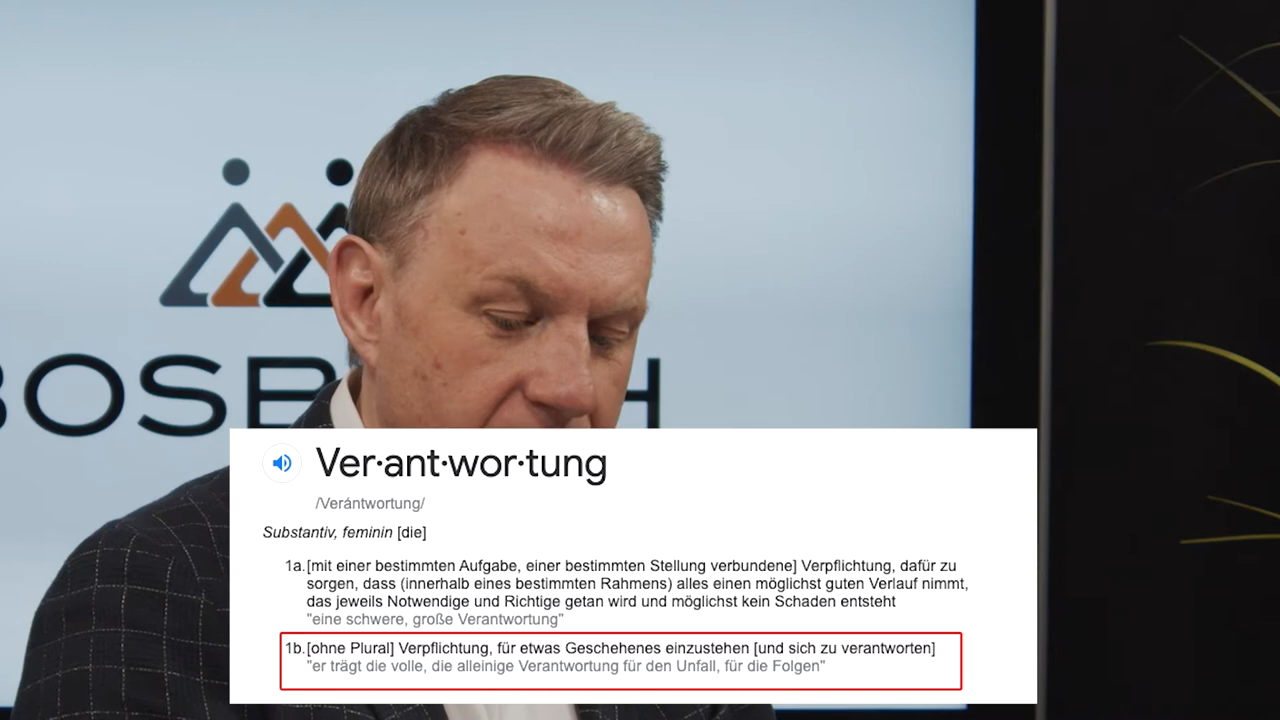 BOSB H
Ver·ant·wor·tung
/Verántwortung/
Substantiv, feminin [die]
1a. [mit einer bestimmten Aufgabe, einer bestimmten Stellung verbundene] Verpflichtung, dafür zu
sorgen, dass (innerhalb eines bestimmten Rahmens) alles einen möglichst guten Verlauf nimmt,
das jeweils Notwendige und Richtige getan wird und möglichst kein Schaden entsteht
"eine schwere, große Verantwortung"
1b. [ohne Plural] Verpflichtung, für etwas Geschehenes einzustehen [und sich zu verantworten]
"er trägt die volle, die alleinige Verantwortung für den Unfall, für die Folgen"